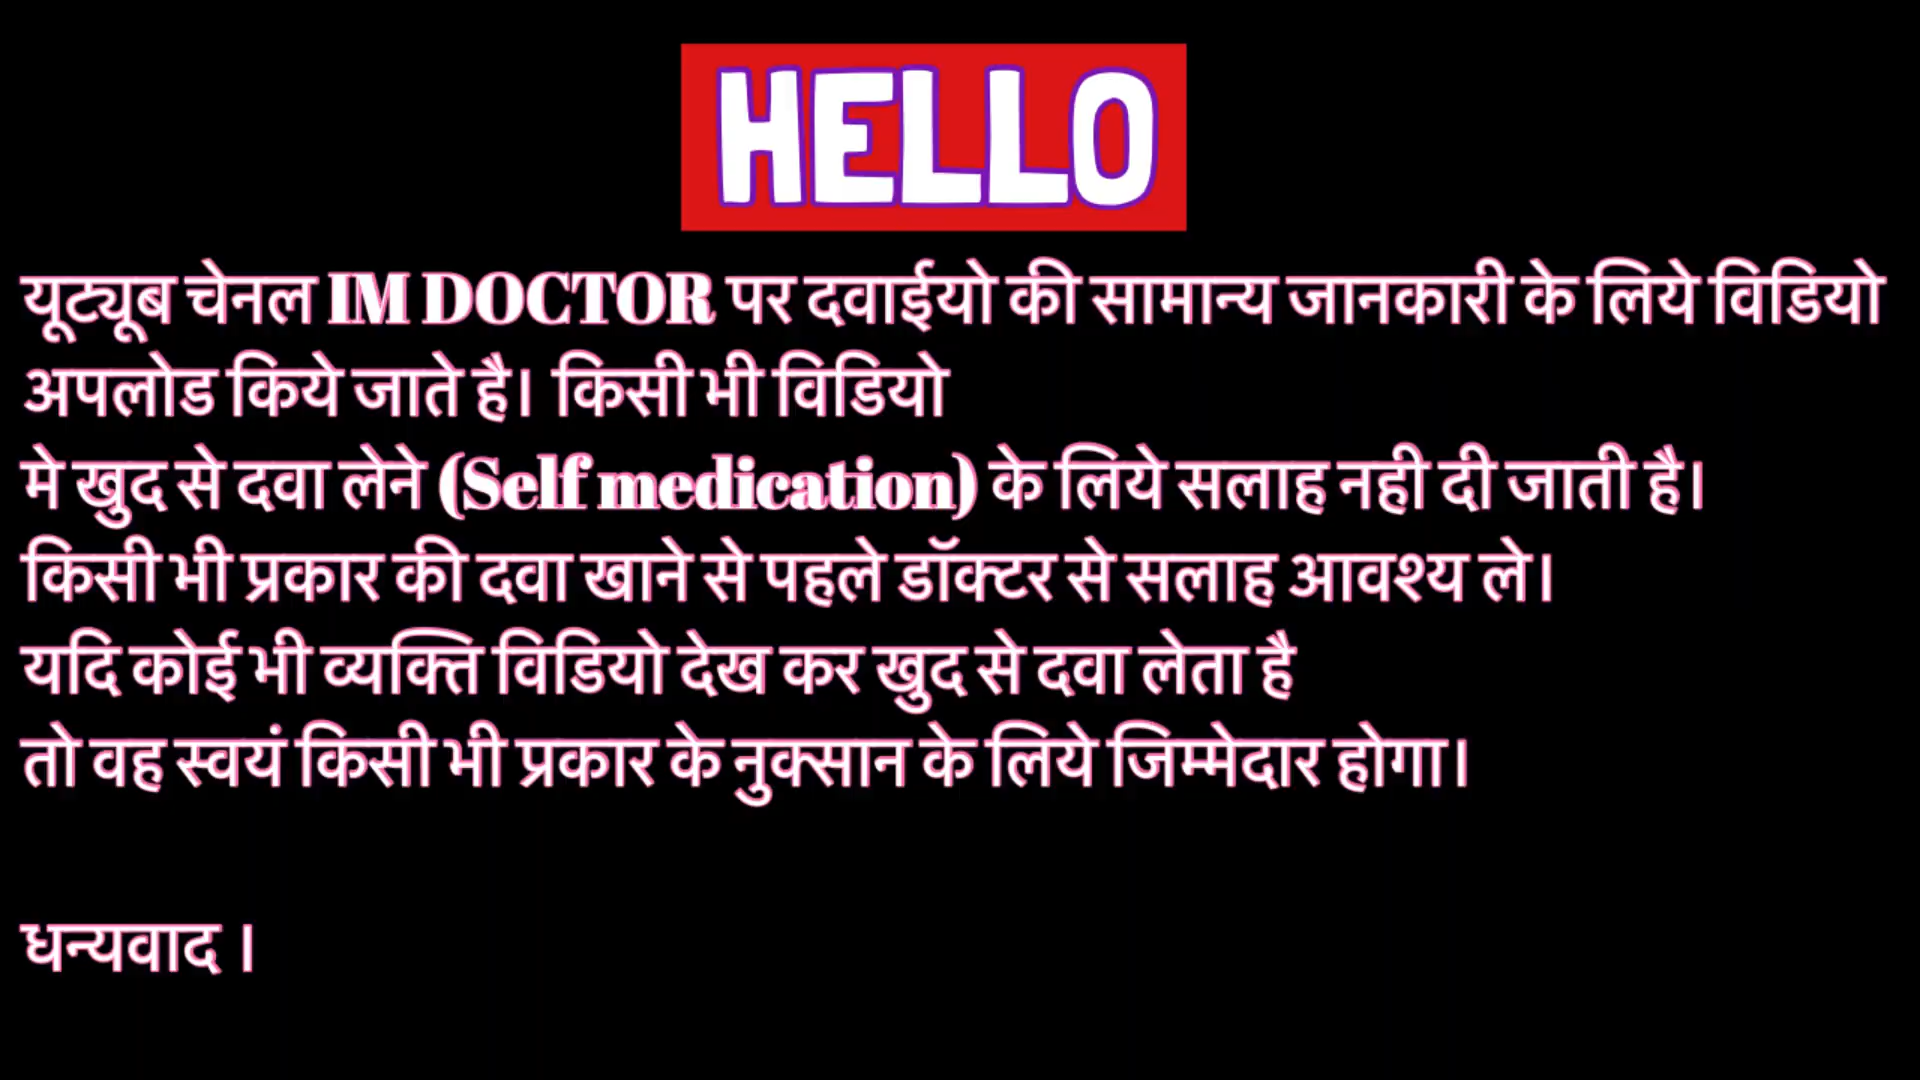 HELLO
यूट्यूब चेनल IM DOCTOR पर दवाईयो की सामान्य जानकारी के लिये विडियो
अपलोड किये जाते है। किसी भी विडियो
मे खुद से दवा लेने (Self medication) के लिये सलाह नही दी जाती है।
किसी भी प्रकार की दवा खाने से पहले डॉक्टर से सलाह आवश्य ले।
यदि कोई भी व्यक्ति विडियो देख कर खुद से दवा लेता है
तो वह स्वयं किसी भी प्रकार के नुक्सान के लिये जिम्मेदार होगा।
धन्यवाद ।